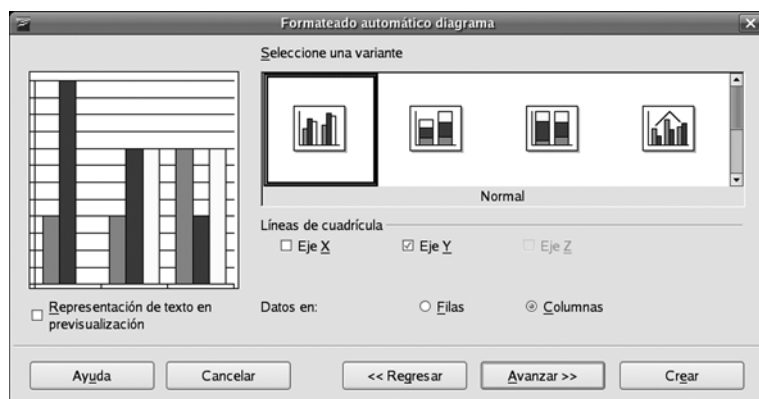 Formateado automático diagrama
Seleccione una variante
Normal
Líneas de cuadrícula
Eje X Eje Y Eje Z
Representación de texto en
previsualización
Datos en: Filas Columnas
Ayuda Cancelar << Regresar Avanzar >> Crear